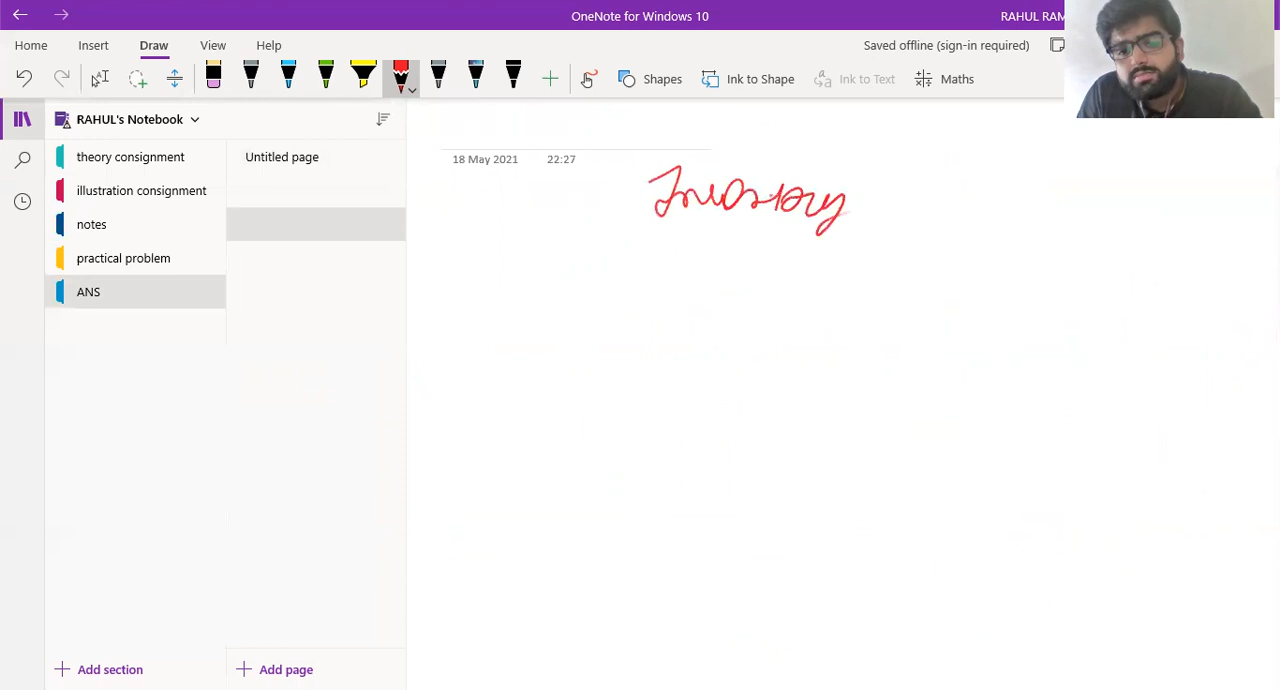 OneNote for Windows 10
RAHUL RAM
Home Insert Draw View Help
Saved offline (sign-in required)
Shapes Ink to Shape Ink to Text Maths
RAHUL's Notebook
theory consignment
illustration consignment
notes
practical problem
ANS
Untitled page
18 May 2021 22:27
Inventory
Add section
Add page